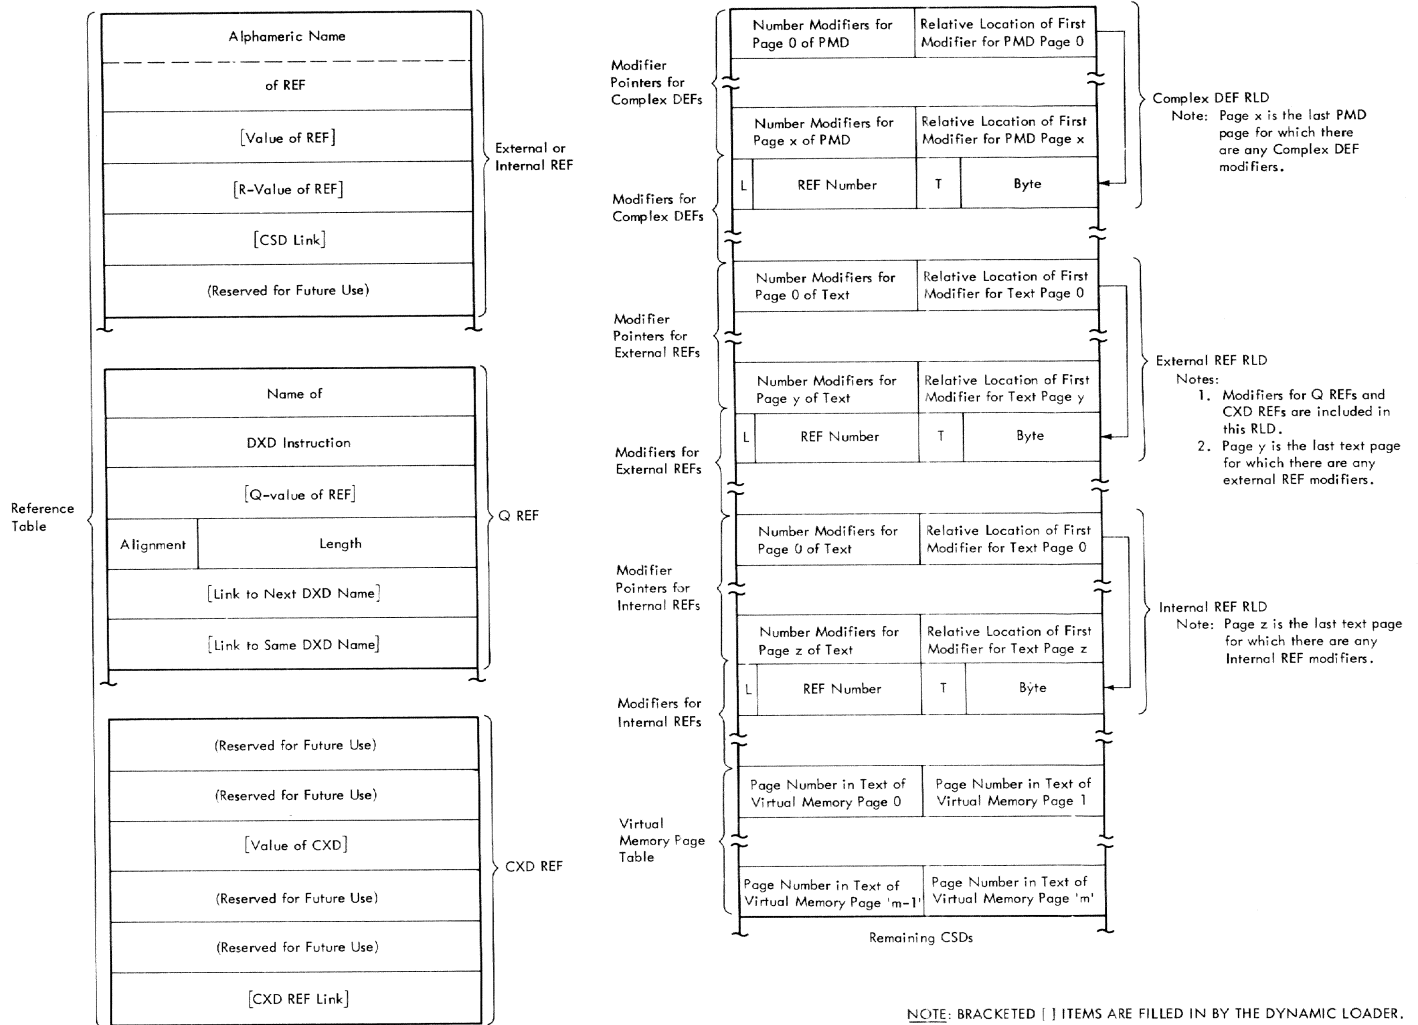 Reference
Table
Alphameric Name
of REF
[Value of REF]
[R-Value of REF]
[CSD Link]
(Reserved for Future Use)
External or
Internal REF
Name of
DXD Instruction
[Q-value of REF]
Alignment
Length
[Link to Next DXD Name]
[Link to Same DXD Name]
Q REF
(Reserved for Future Use)
(Reserved for Future Use)
[Value of CXD]
(Reserved for Future Use)
(Reserved for Future Use)
[CXD REF Link]
CXD REF
Modifier
Pointers for
Complex DEFs
Number Modifiers for
Page 0 of PMD
Relative Location of First
Modifier for PMD Page 0
Number Modifiers for
Page x of PMD
Relative Location of First
Modifier for PMD Page x
Modifiers for
Complex DEFs
L
REF Number
T
Byte
Complex DEF RLD
Note: Page x is the last PMD
page for which there
are any Complex DEF
modifiers.
Modifier
Pointers for
External REFs
Number Modifiers for
Page 0 of Text
Relative Location of First
Modifier for Text Page 0
Number Modifiers for
Page y of Text
Relative Location of First
Modifier for Text Page y
Modifiers for
External REFs
L
REF Number
T
Byte
External REF RLD
Notes:
1. Modifiers for Q REFs and
CXD REFs are included in
this RLD.
2. Page y is the last text page
for which there are any
external REF modifiers.
Modifier
Pointers for
Internal REFs
Number Modifiers for
Page 0 of Text
Relative Location of First
Modifier for Text Page 0
Number Modifiers for
Page z of Text
Relative Location of First
Modifier for Text Page z
Modifiers for
Internal REFs
L
REF Number
T
Byte
Internal REF RLD
Note: Page z is the last text page
for which there are any
Internal REF modifiers.
Virtual
Memory Page
Table
Page Number in Text of
Virtual Memory Page 0
Page Number in Text of
Virtual Memory Page 1
Page Number in Text of
Virtual Memory Page 'm-1'
Page Number in Text of
Virtual Memory Page 'm'
Remaining CSDs
NOTE: BRACKETED [ ] ITEMS ARE FILLED IN BY THE DYNAMIC LOADER.